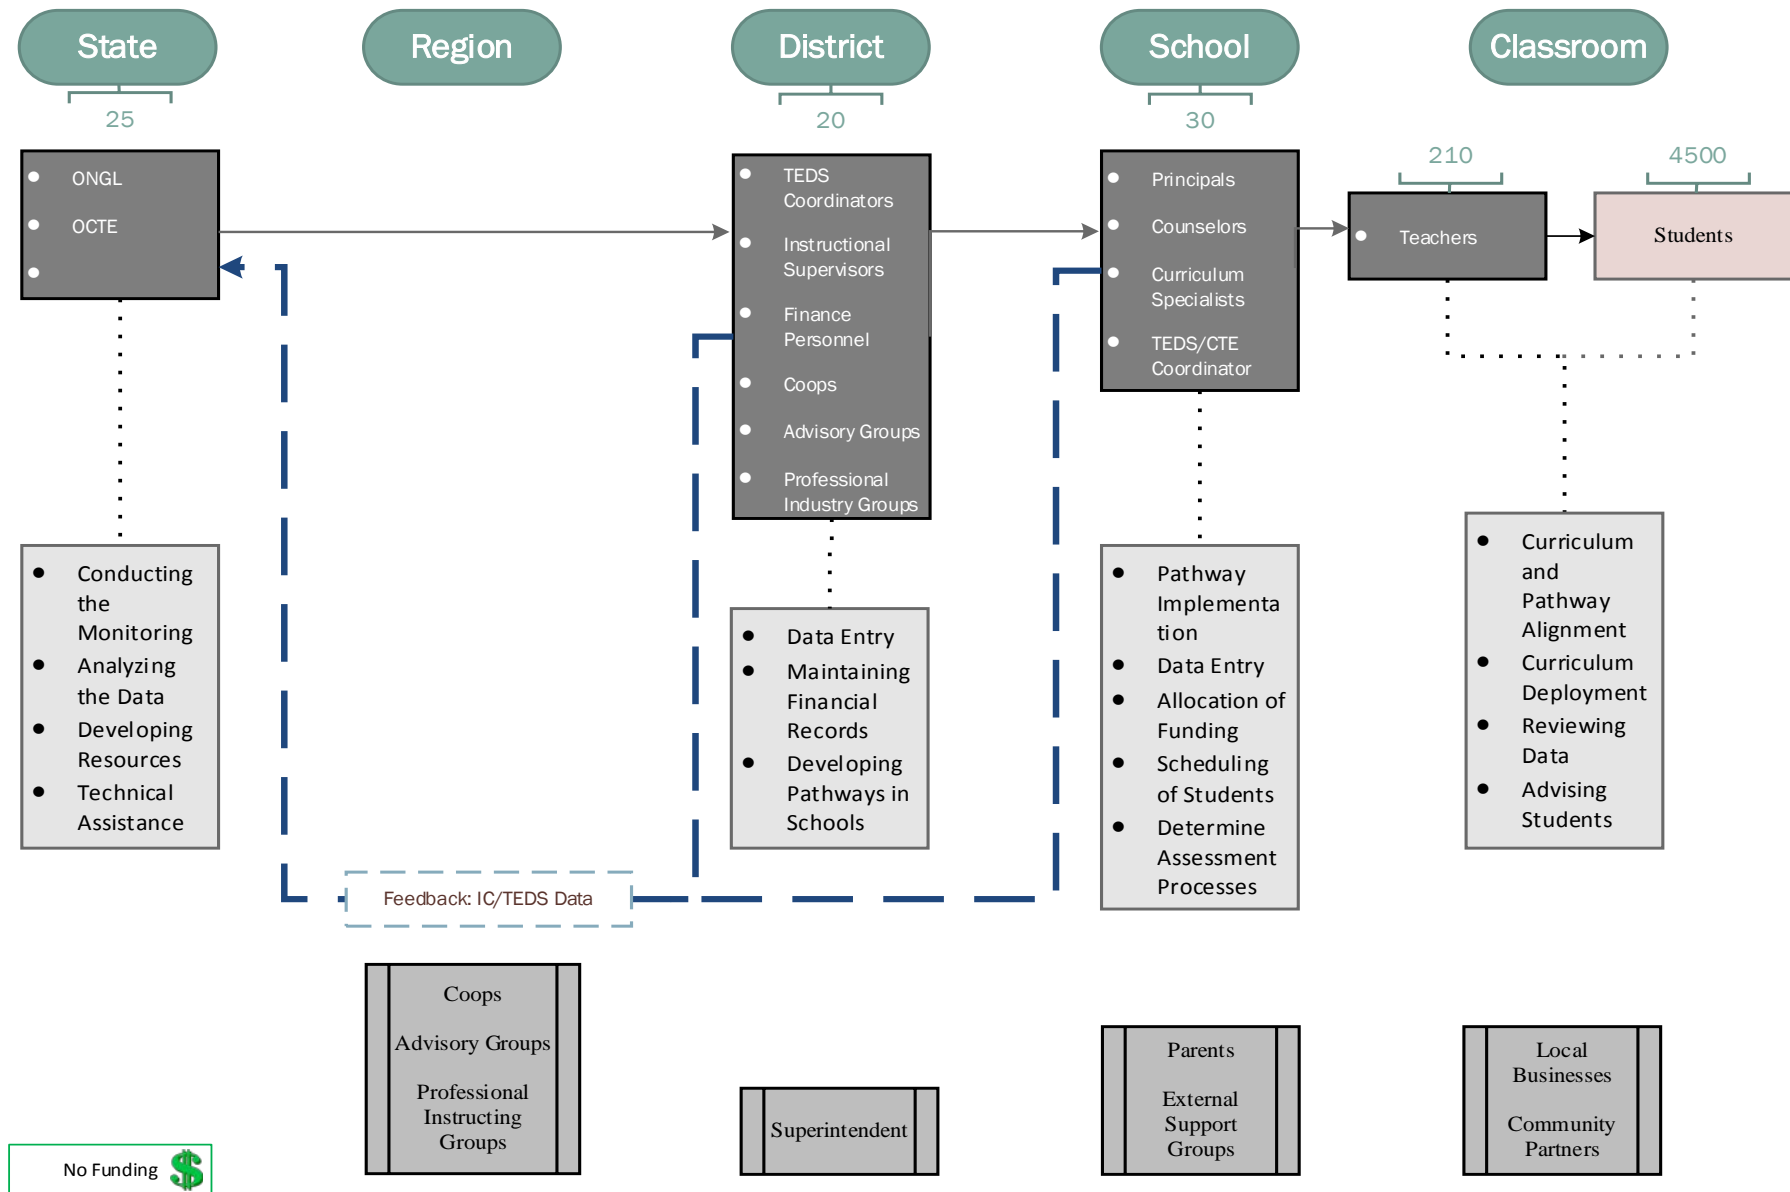 State
Region
District
School
Classroom
25
20
30
210
4500
ONGL
OCTE
TEDS
Coordinators
Instructional
Supervisors
Finance
Personnel
Coops
Advisory Groups
Professional
Industry Groups
Principals
Counselors
Curriculum
Specialists
TEDS/CTE
Coordinator
Teachers
Students
Conducting
the
Monitoring
Analyzing
the Data
Developing
Resources
Technical
Assistance
Data Entry
Maintaining
Financial
Records
Developing
Pathways in
Schools
Pathway
Implementa
tion
Data Entry
Allocation of
Funding
Scheduling
of Students
Determine
Assessment
Processes
Curriculum
and
Pathway
Alignment
Curriculum
Deployment
Reviewing
Data
Advising
Students
Feedback: IC/TEDS Data
Coops
Advisory Groups
Professional
Instructing
Groups
Superintendent
Parents
External
Support
Groups
Local
Businesses
Community
Partners
No Funding $